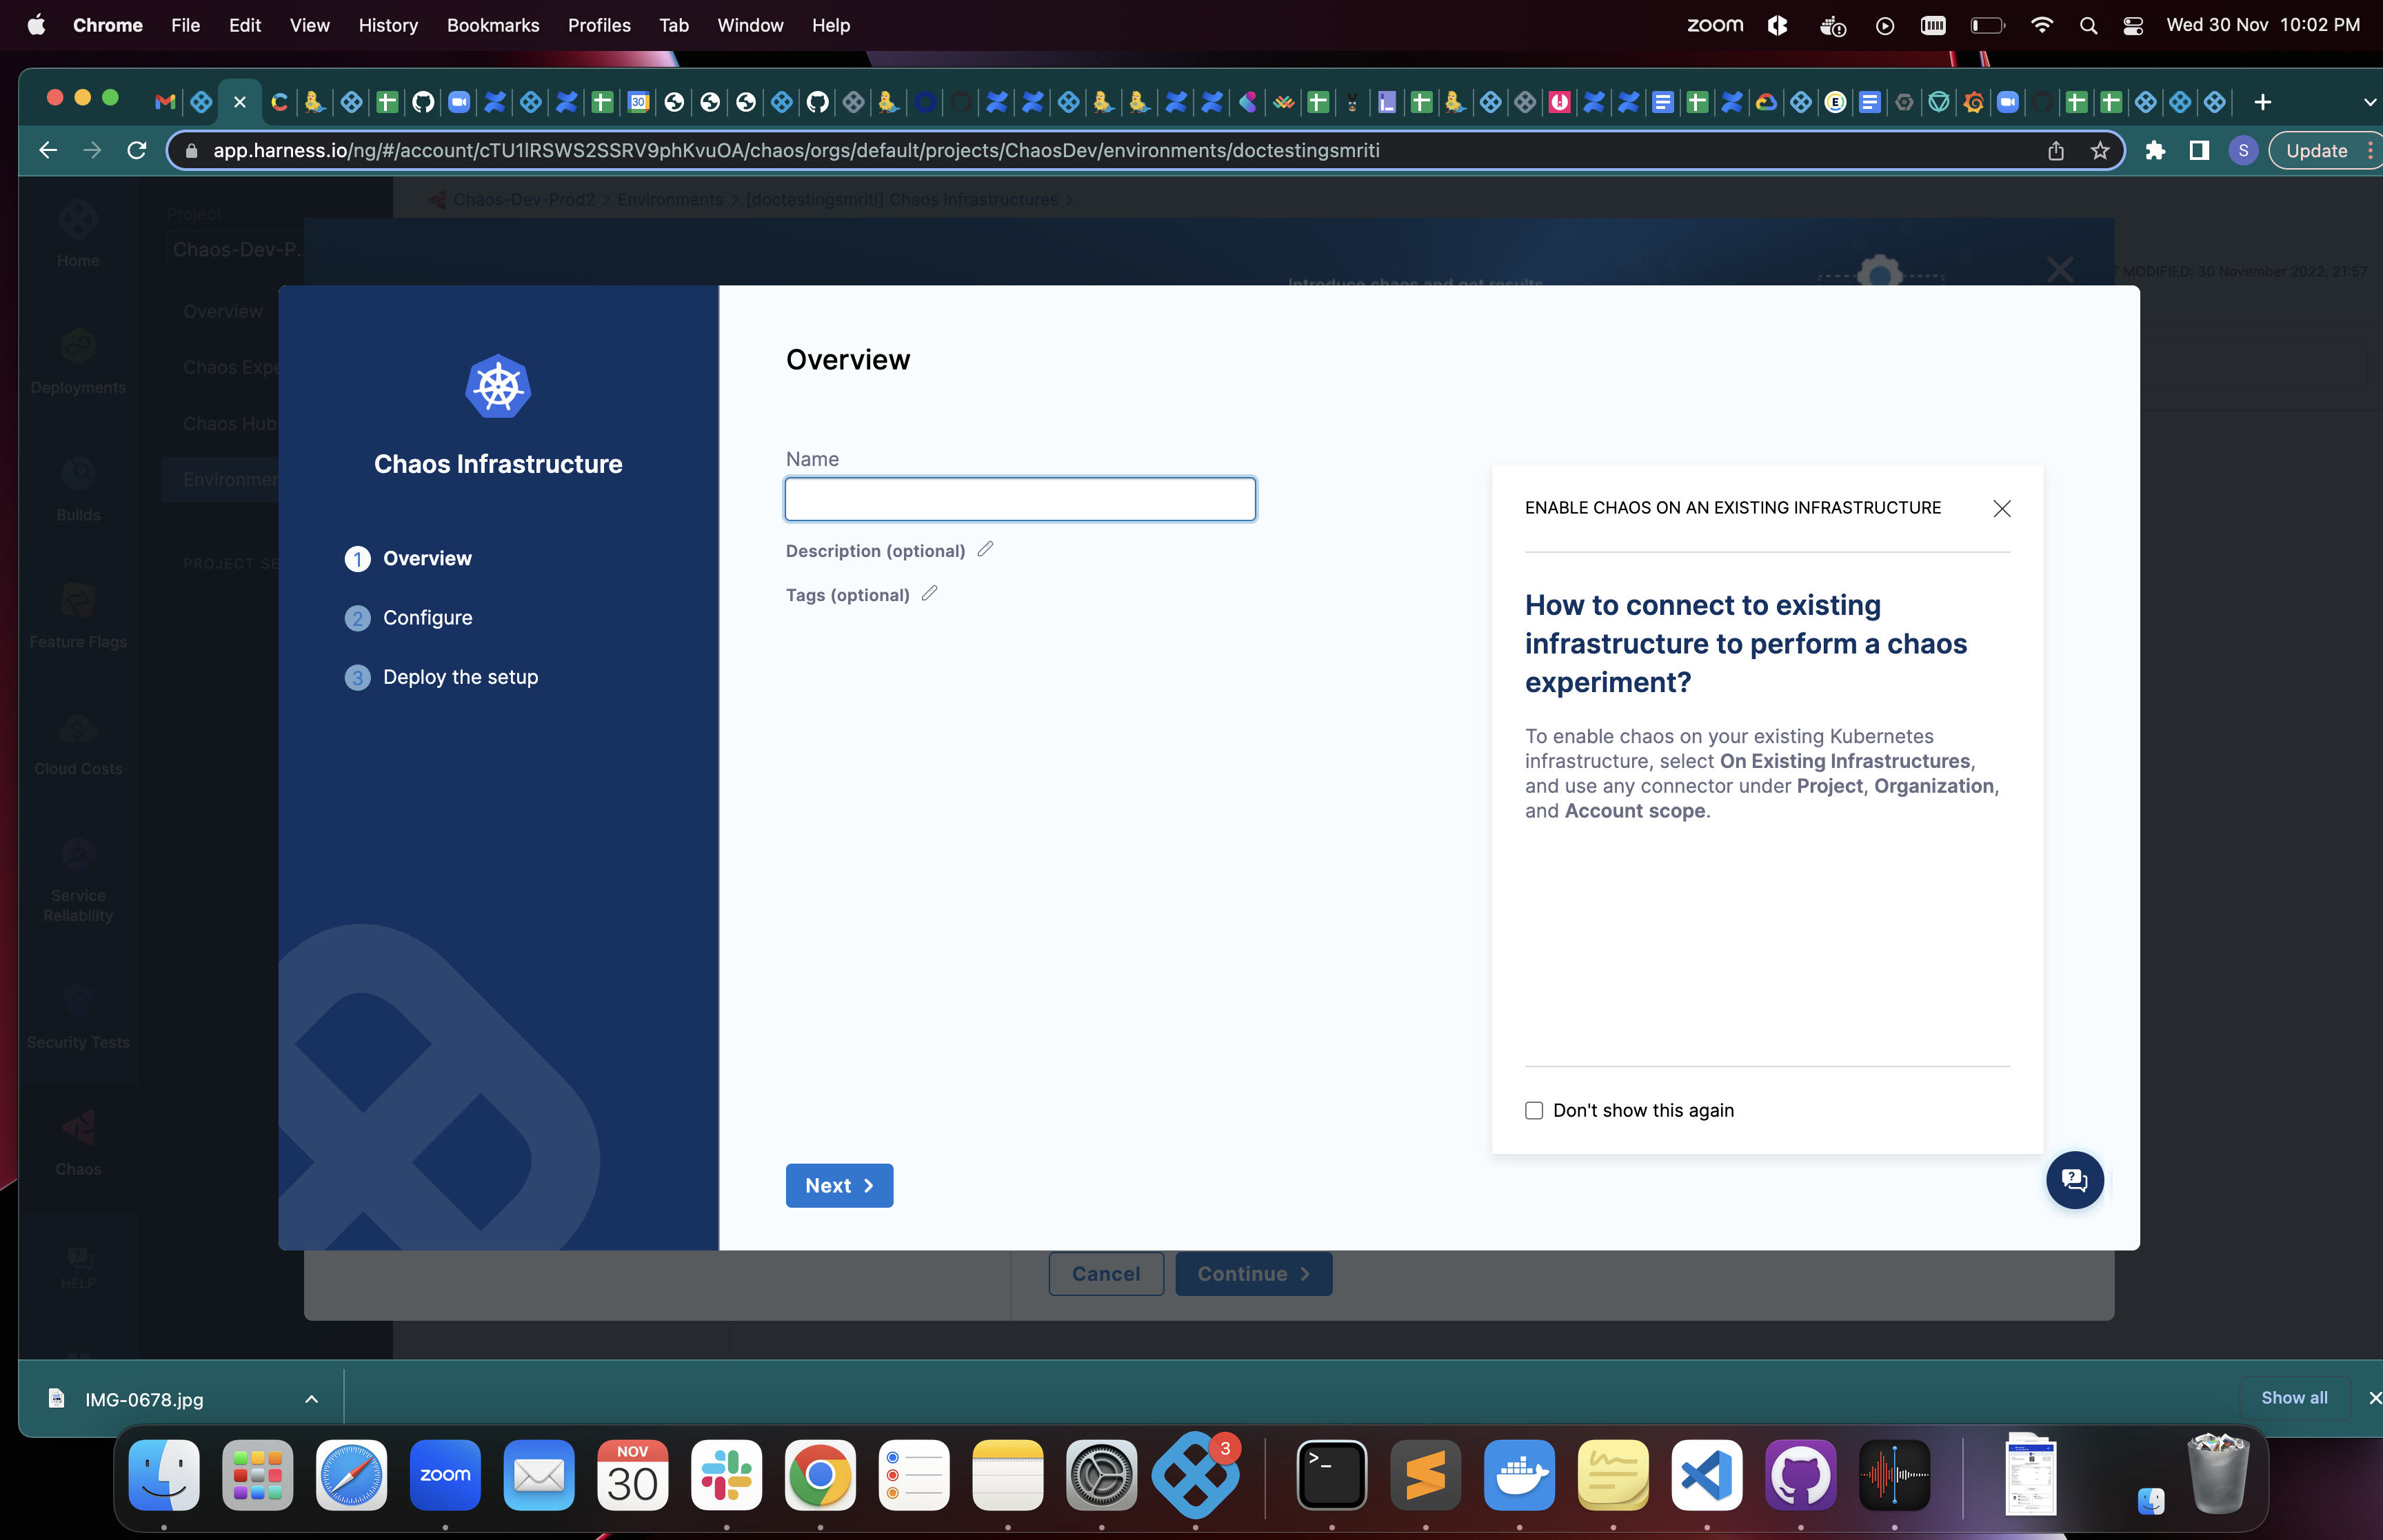 Chrome File Edit View History Bookmarks Profiles Tab Window Help
zoom
Wed 30 Nov 10:02 PM
app.harness.io/ng/#/account/cTU1lRSWS2SSRV9phKvuOA/chaos/orgs/default/projects/ChaosDev/environments/doctestingsmriti
S
Update
Chaos-Dev-Prod2 > Environments > [doctestingsmriti] Chaos Infrastructures >
Project
Chaos-Dev-P...
Home
Overview
Deployments
Chaos Expe
Chaos Hub
Environmen
Builds
PROJECT SE
Feature Flags
Cloud Costs
Service
Reliability
Security Tests
Chaos
HELP
Introduce chaos and get results
MODIFIED: 30 November 2022, 21:57
Chaos Infrastructure
1 Overview
2 Configure
3 Deploy the setup
Overview
Name
Description (optional)
Tags (optional)
Next >
ENABLE CHAOS ON AN EXISTING INFRASTRUCTURE
How to connect to existing
infrastructure to perform a chaos
experiment?
To enable chaos on your existing Kubernetes
infrastructure, select On Existing Infrastructures,
and use any connector under Project, Organization,
and Account scope.
Don't show this again
Cancel
Continue >
IMG-0678.jpg
Show all
zoom
NOV
30
3